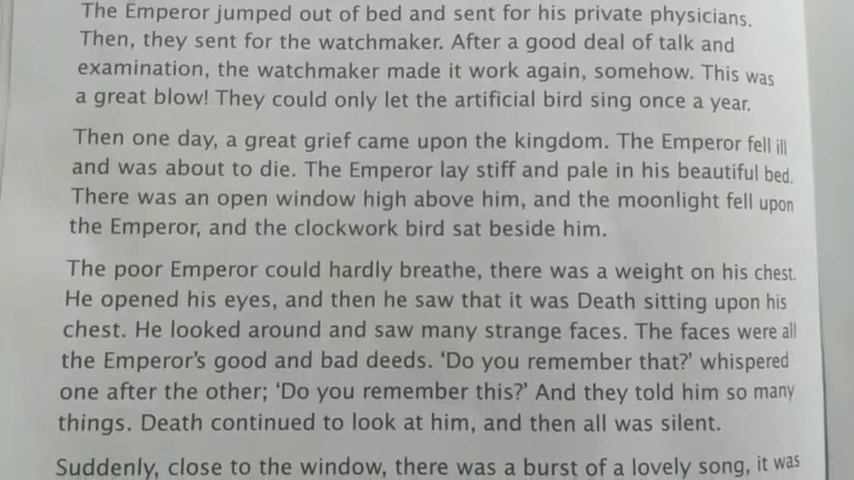 The Emperor jumped out of bed and sent for his private physicians.
Then, they sent for the watchmaker. After a good deal of talk and
examination, the watchmaker made it work again, somehow. This was
a great blow! They could only let the artificial bird sing once a year.
Then one day, a great grief came upon the kingdom. The Emperor fell ill
and was about to die. The Emperor lay stiff and pale in his beautiful bed.
There was an open window high above him, and the moonlight fell upon
the Emperor, and the clockwork bird sat beside him.
The poor Emperor could hardly breathe, there was a weight on his chest.
He opened his eyes, and then he saw that it was Death sitting upon his
chest. He looked around and saw many strange faces. The faces were all
the Emperor's good and bad deeds. ‘Do you remember that?’ whispered
one after the other; ‘Do you remember this?’ And they told him so many
things. Death continued to look at him, and then all was silent.
Suddenly, close to the window, there was a burst of a lovely song, it was